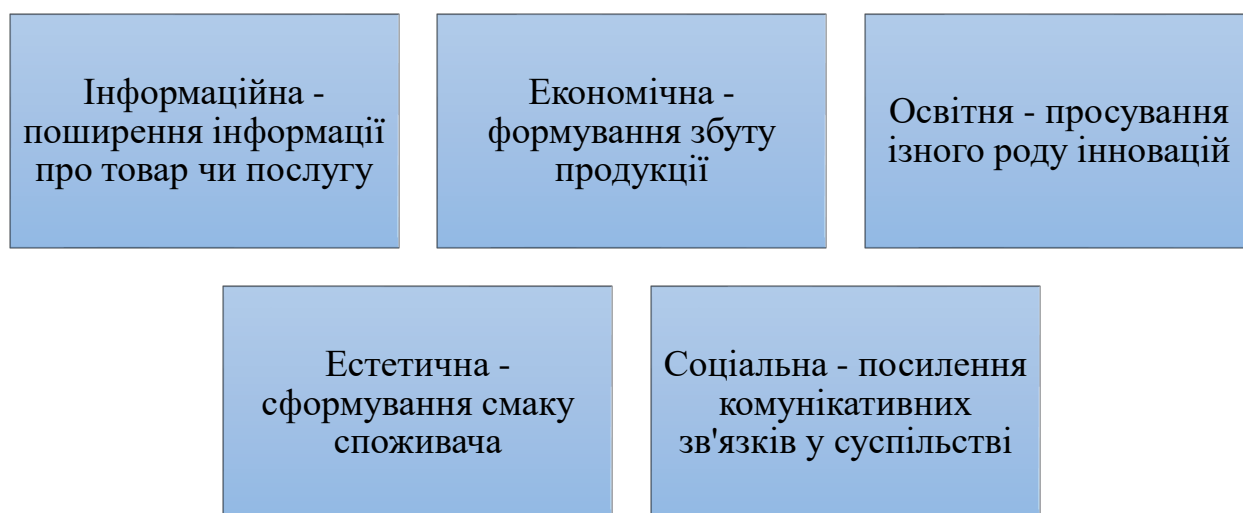 Інформаційна -
поширення інформації
про товар чи послугу
Економічна -
формування збуту
продукції
Освітня - просування
ізного роду інновацій
Естетична -
сформування смаку
споживача
Соціальна - посилення
комунікативних
зв'язків у суспільстві